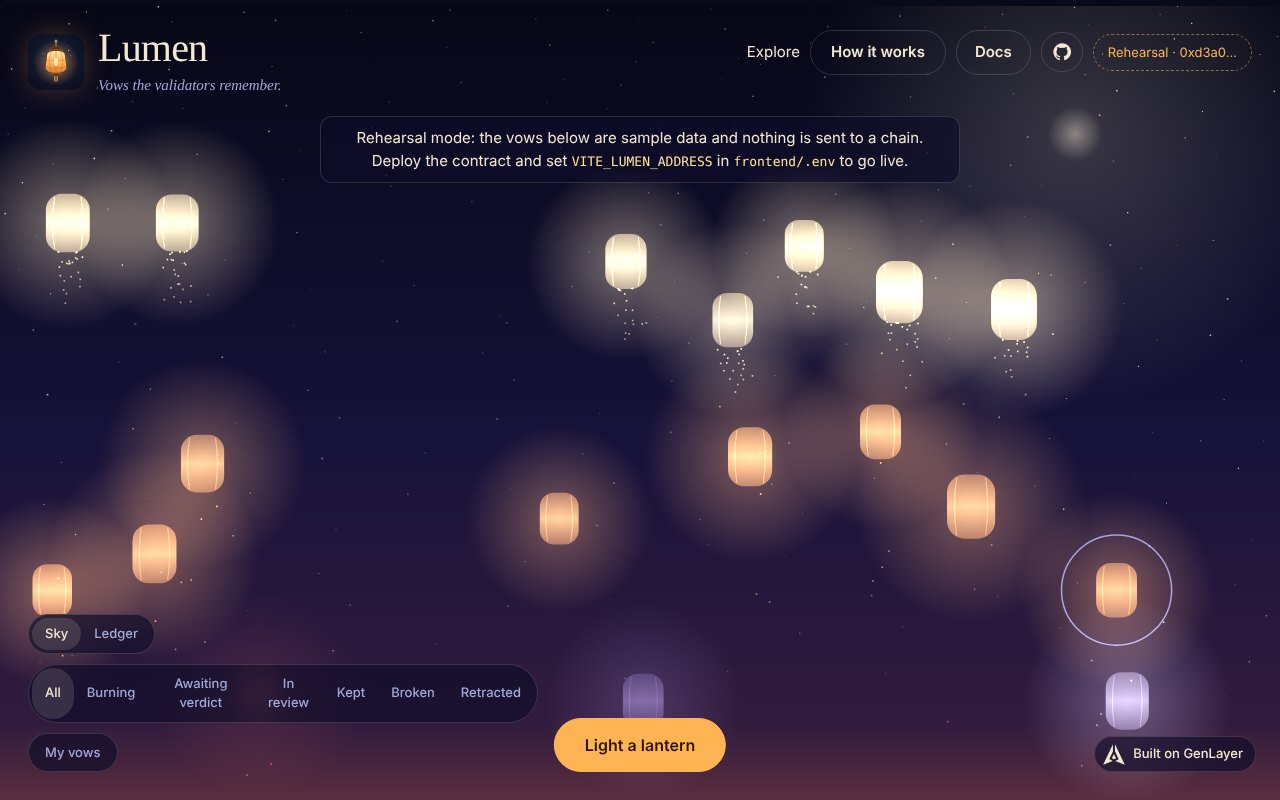 Lumen
Vows the validators remember.
Explore
How it works
Docs
Rehearsal · 0xd3a0...
Rehearsal mode: the vows below are sample data and nothing is sent to a chain.
Deploy the contract and set VITE_LUMEN_ADDRESS in frontend/.env to go live.
Sky
Ledger
All
Burning
Awaiting
verdict
In
review
Kept
Broken
Retracted
My vows
Light a lantern
Built on GenLayer